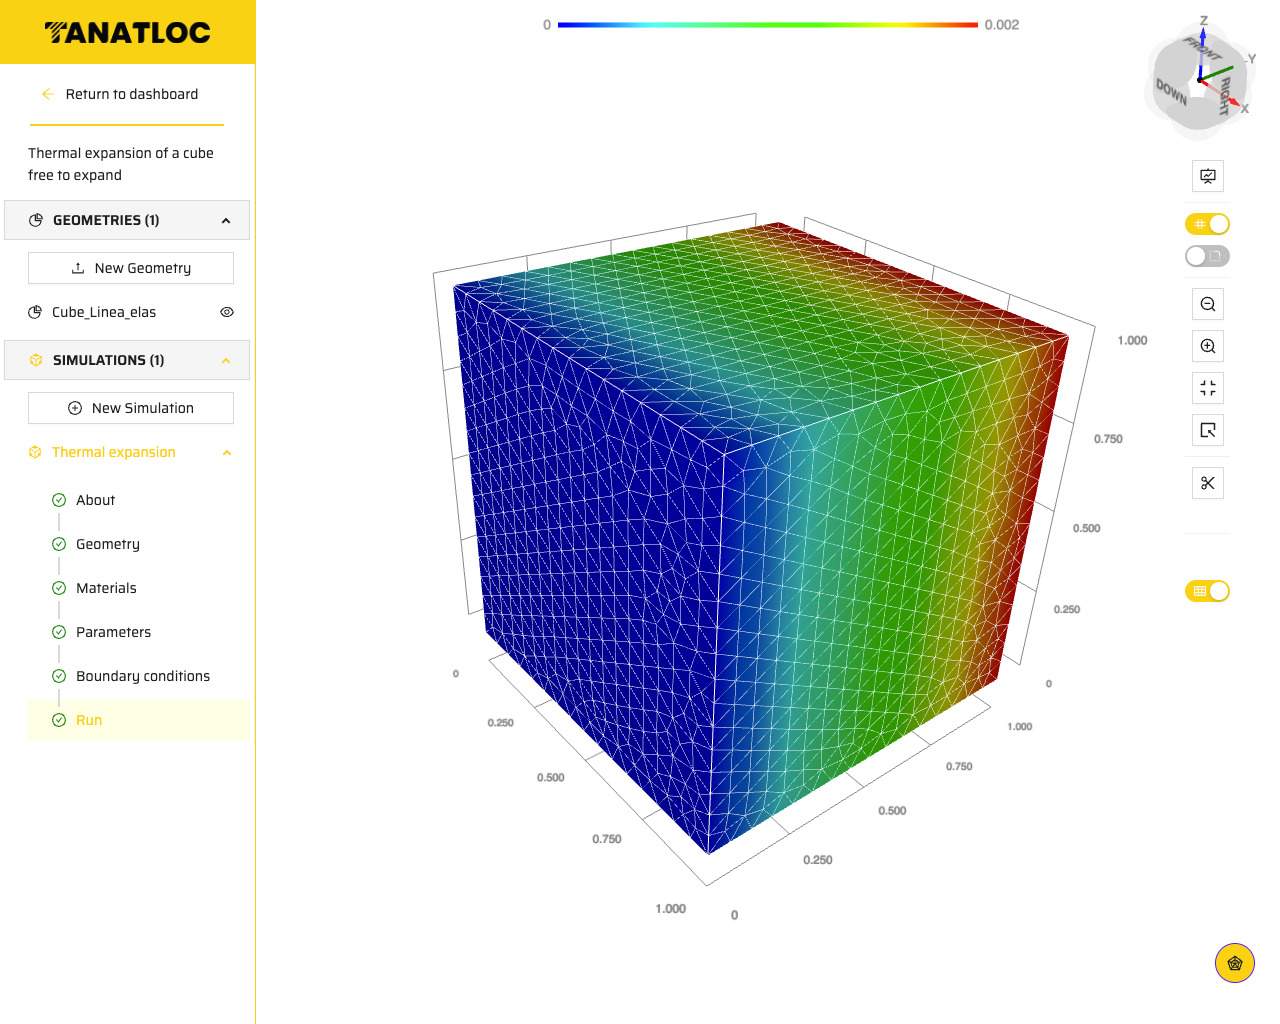 TANATLOC
Return to dashboard
Thermal expansion of a cube
free to expand
GEOMETRIES (1)
New Geometry
Cube_Linea_elas
SIMULATIONS (1)
New Simulation
Thermal expansion
About
Geometry
Materials
Parameters
Boundary conditions
Run
0
0.002
Z
FRONT
Y
DOWN
RIGHT
X
1.000
0.750
0.500
0.250
0
0
0.250
0.500
0.750
1.000
1.000
0.750
0.500
0.250
0